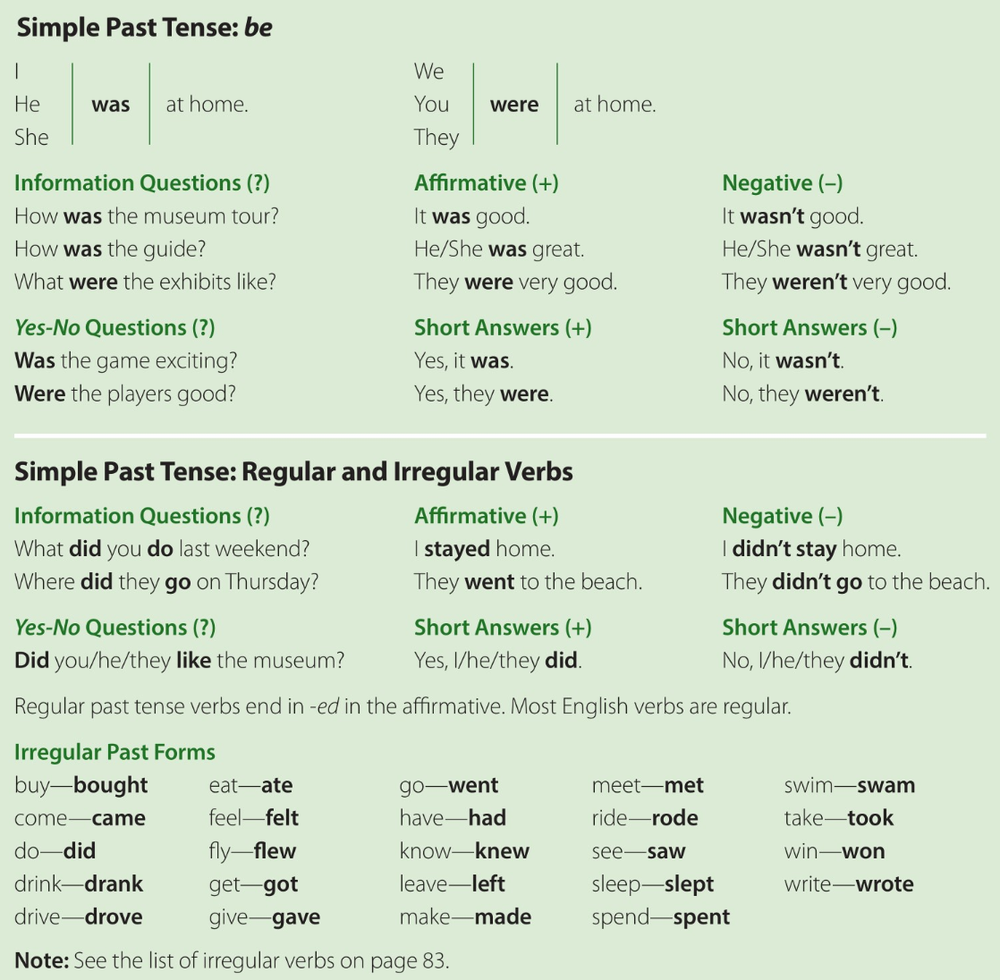 Simple Past Tense: be
I
He was at home.
She
We
You were at home.
They
Information Questions (?) Affirmative (+) Negative (–)
How was the museum tour? It was good. It wasn’t good.
How was the guide? He/She was great. He/She wasn’t great.
What were the exhibits like? They were very good. They weren’t very good.
Yes-No Questions (?) Short Answers (+) Short Answers (–)
Was the game exciting? Yes, it was. No, it wasn’t.
Were the players good? Yes, they were. No, they weren’t.
Simple Past Tense: Regular and Irregular Verbs
Information Questions (?) Affirmative (+) Negative (–)
What did you do last weekend? I stayed home. I didn’t stay home.
Where did they go on Thursday? They went to the beach. They didn’t go to the beach.
Yes-No Questions (?) Short Answers (+) Short Answers (–)
Did you/he/they like the museum? Yes, I/he/they did. No, I/he/they didn’t.
Regular past tense verbs end in -ed in the affirmative. Most English verbs are regular.
Irregular Past Forms
buy—bought eat—ate go—went meet—met swim—swam
come—came feel—felt have—had ride—rode take—took
do—did fly—flew know—knew see—saw win—won
drink—drank get—got leave—left sleep—slept write—wrote
drive—drove give—gave make—made spend—spent
Note: See the list of irregular verbs on page 83.